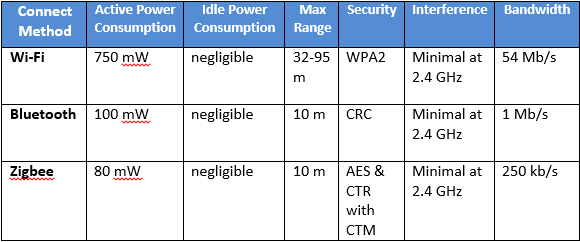 Connect Active Power Idle Power Max Security Interference Bandwidth
Method Consumption Consumption Range
Wi-Fi 750 mW negligible 32-95 WPA2 Minimal at 54 Mb/s
m 2.4 GHz
Bluetooth 100 mW negligible 10 m CRC Minimal at 1 Mb/s
2.4 GHz
Zigbee 80 mW negligible 10 m AES & Minimal at 250 kb/s
CTR 2.4 GHz
with
CTM